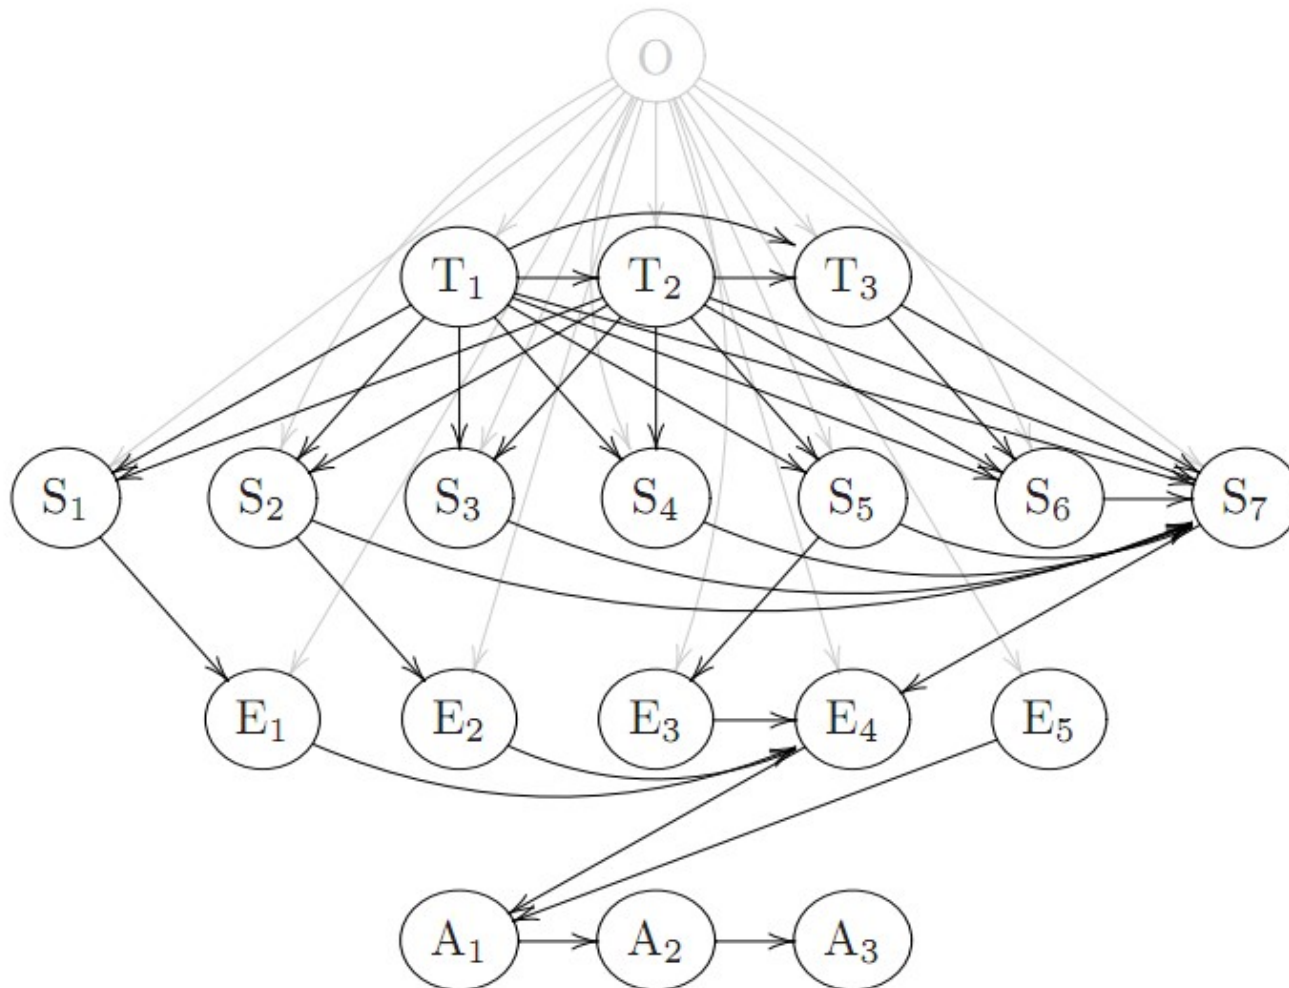 O
T₁ T₂ T₃
S₁ S₂ S₃ S₄ S₅ S₆ S₇
E₁ E₂ E₃ E₄ E₅
A₁ A₂ A₃